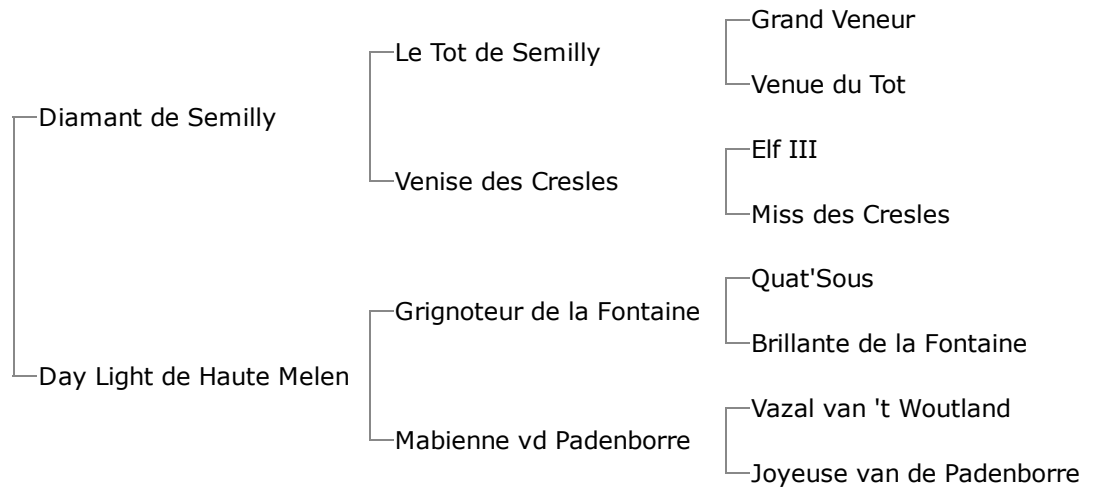 Grand Veneur
Le Tot de Semilly
Venue du Tot
Diamant de Semilly
Elf III
Venise des Cresles
Miss des Cresles
Quat'Sous
Grignoteur de la Fontaine
Brillante de la Fontaine
Day Light de Haute Melen
Vazal van 't Woutland
Mabienne vd Padenborre
Joyeuse van de Padenborre